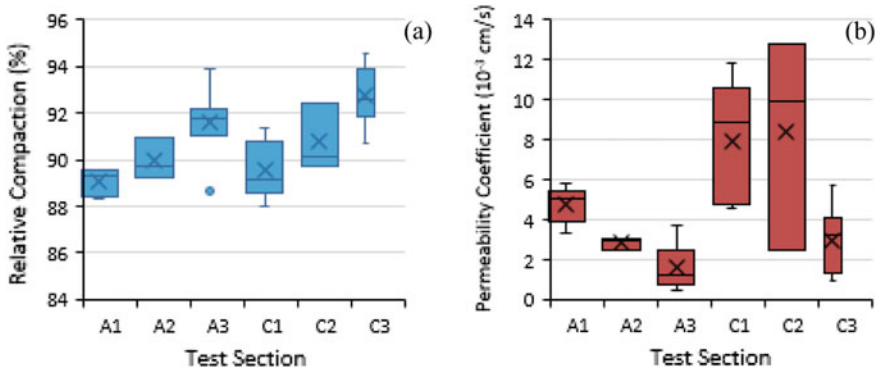 (a)
Relative Compaction (%)
96
94
92
90
88
86
84
A1 A2 A3 C1 C2 C3
Test Section
(b)
Permeability Coefficient (10⁻³ cm/s)
14
12
10
8
6
4
2
0
A1 A2 A3 C1 C2 C3
Test Section